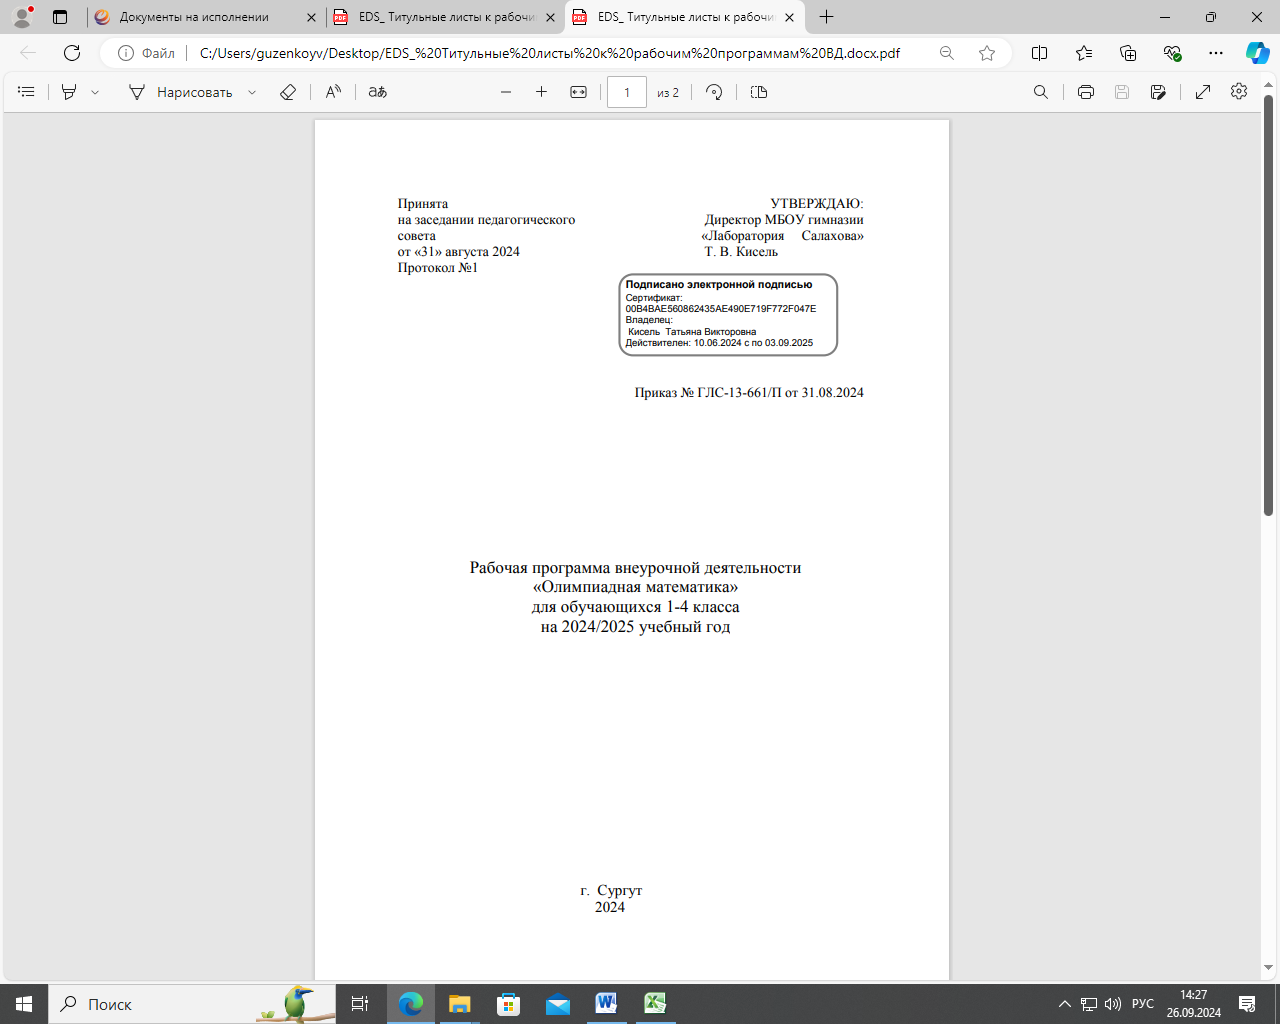 Документы на исполнении
EDS_ Титульные листы к рабочи
EDS_ Титульные листы к рабочи
Файл
C:/Users/guzenkoyv/Desktop/EDS_%20Титульные%20листы%20к%20рабочим%20программам%20ВД.docx.pdf
Нарисовать
1
из 2
Принята
на заседании педагогического
совета
от «31» августа 2024
Протокол №1
УТВЕРЖДАЮ:
Директор МБОУ гимназии
«Лаборатория Салахова»
Т. В. Кисель
Подписано электронной подписью
Сертификат:
00B4BAE560862435AE490E719F772F047E
Владелец:
Кисель Татьяна Викторовна
Действителен: 10.06.2024 с по 03.09.2025
Приказ № ГЛС-13-661/П от 31.08.2024
Рабочая программа внеурочной деятельности
«Олимпиадная математика»
для обучающихся 1-4 класса
на 2024/2025 учебный год
г. Сургут
2024
Поиск
РУС
14:27
26.09.2024